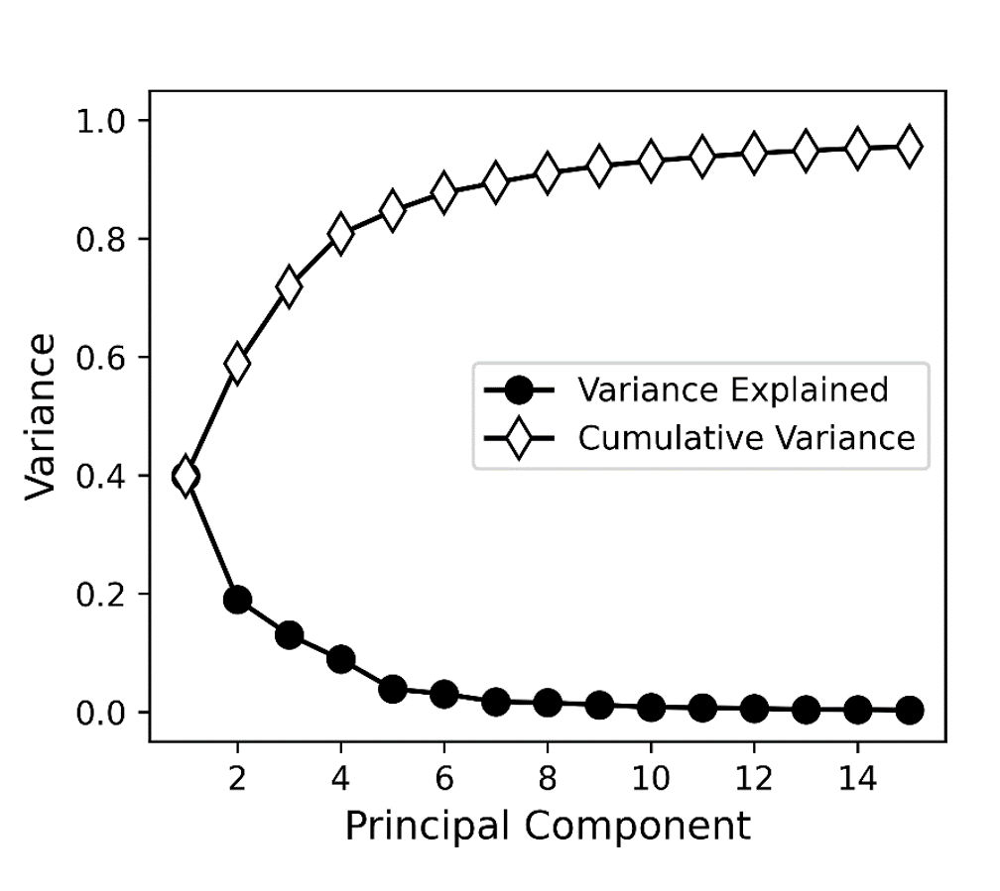 1.0
0.8
0.6
0.4
0.2
0.0
Variance
Variance Explained
Cumulative Variance
2 4 6 8 10 12 14
Principal Component